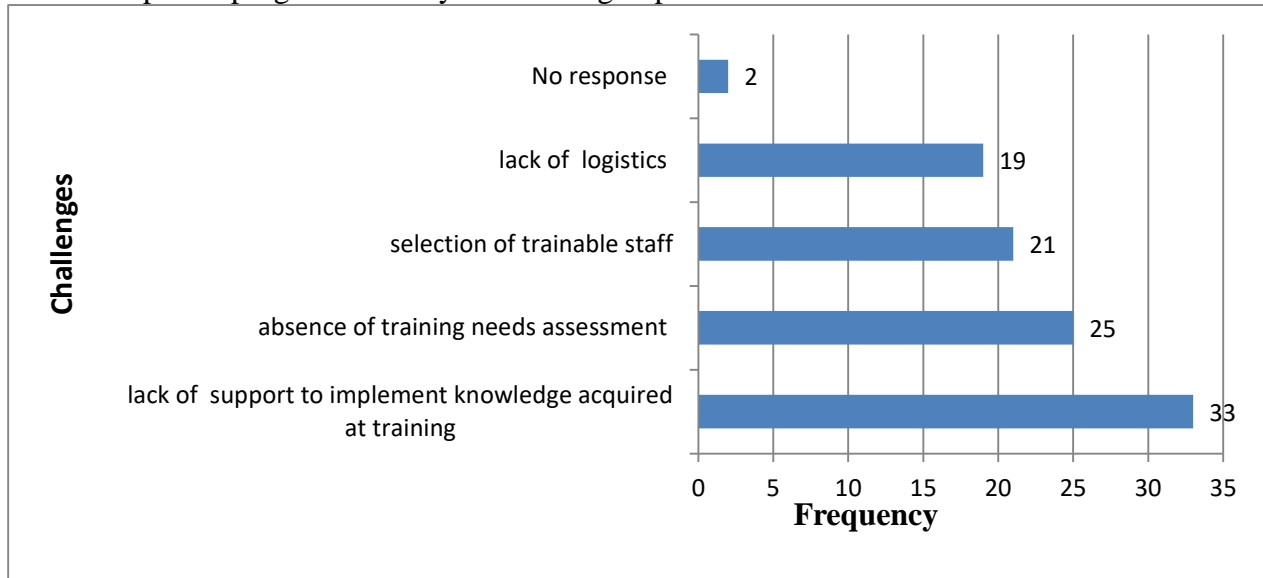 No response
2
lack of logistics
19
selection of trainable staff
21
absence of training needs assessment
25
lack of support to implement knowledge acquired
at training
33
Challenges
0 5 10 15 20 25 30 35
Frequency